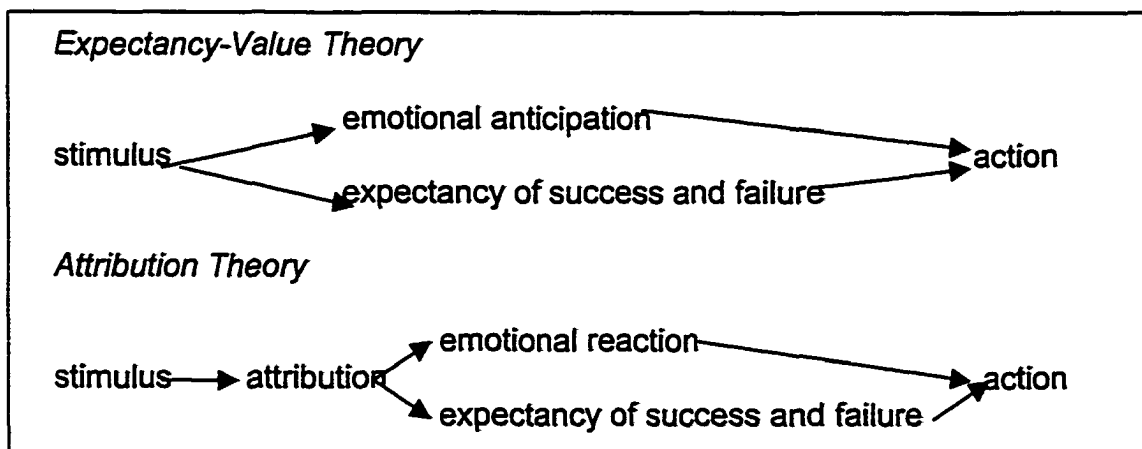 Expectancy-Value Theory
emotional anticipation
stimulus
action
expectancy of success and failure
Attribution Theory
emotional reaction
stimulus attribution action
expectancy of success and failure